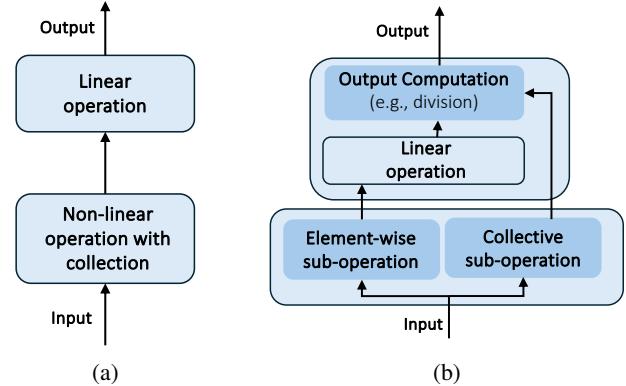 Output
Linear
operation
Non-linear
operation with
collection
Input
(a)
Output
Output Computation
(e.g., division)
Linear
operation
Element-wise
sub-operation
Collective
sub-operation
Input
(b)